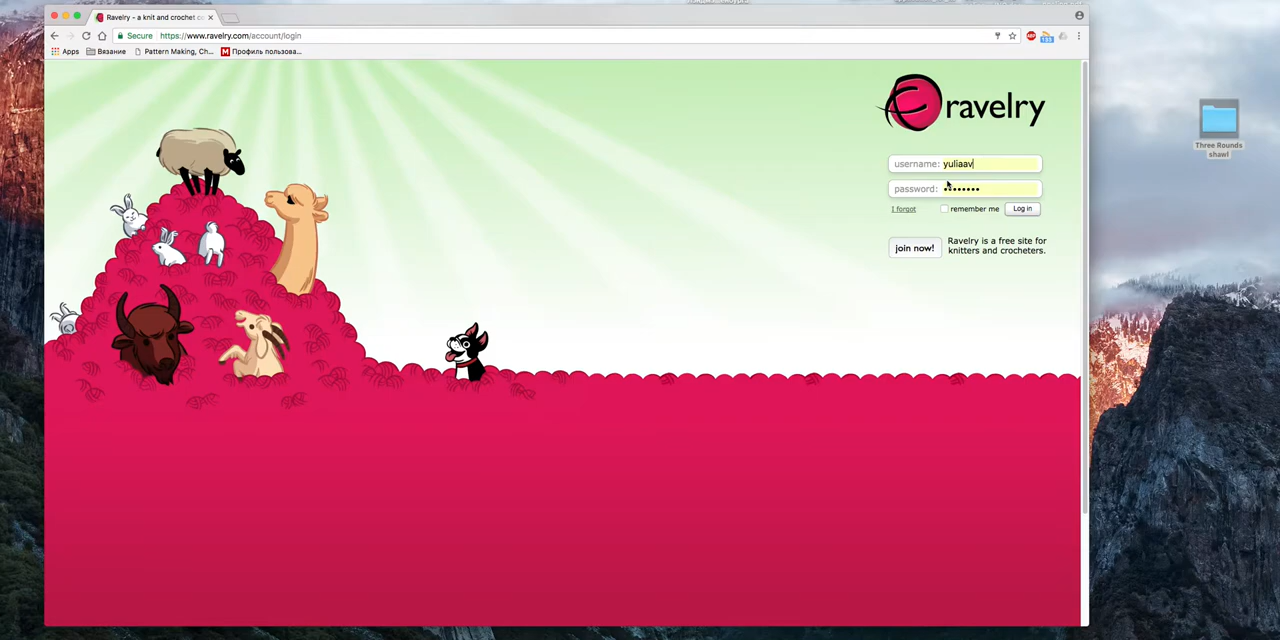 Ravelry - a knit and crochet c
Secure
https://www.ravelry.com/account/login
ABP
Apps
Вязание
Pattern Making, Ch...
M
Профиль пользова...
ravelry
username: yuliaav
password: ••••••••
I forgot
remember me
Log in
join now!
Ravelry is a free site for
knitters and crocheters.
Three Rounds
shawl